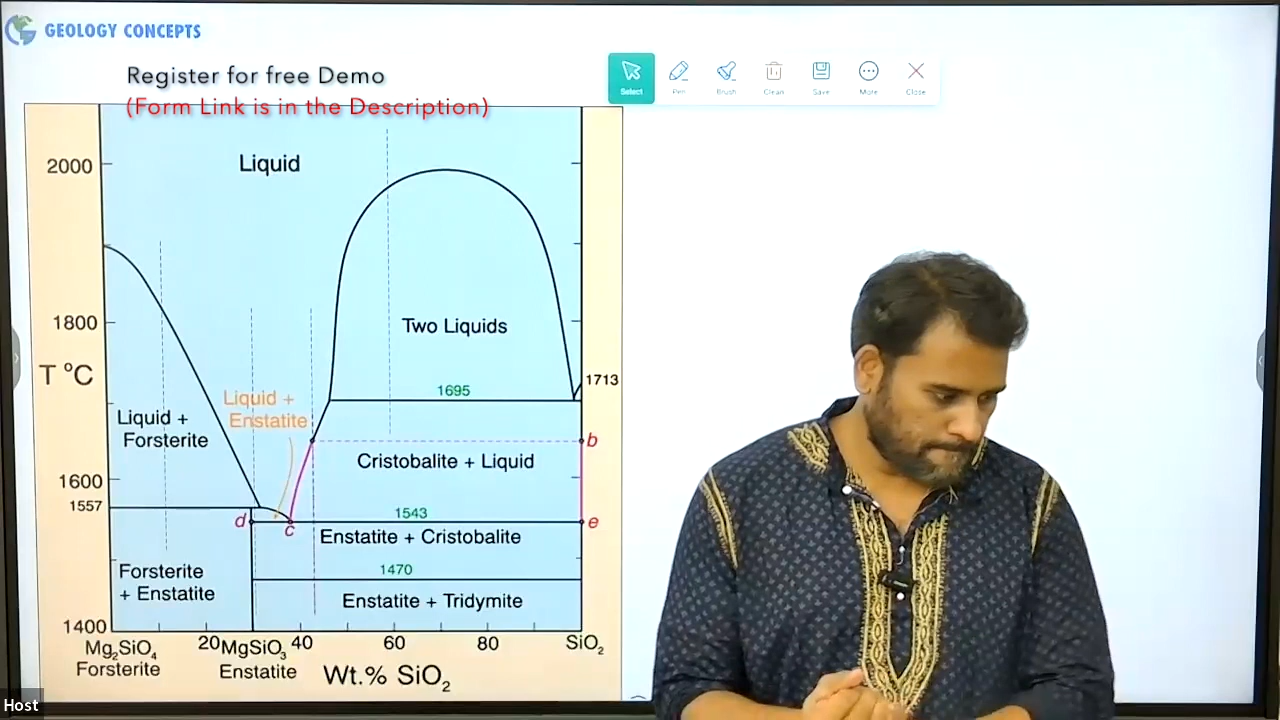 GEOLOGY CONCEPTS
Register for free Demo
(Form Link is in the Description)
Select
Pen
Brush
Clean
Save
More
Close
Liquid
2000
1800
T °C
1600
1557
1400
Two Liquids
1695
1713
Liquid +
Enstatite
Liquid +
Forsterite
b
Cristobalite + Liquid
d
c
1543
e
Enstatite + Cristobalite
1470
Forsterite
+ Enstatite
Enstatite + Tridymite
20
40
60
80
Mg₂SiO₄
Forsterite
MgSiO₃
Enstatite
SiO₂
Wt.% SiO₂
Host